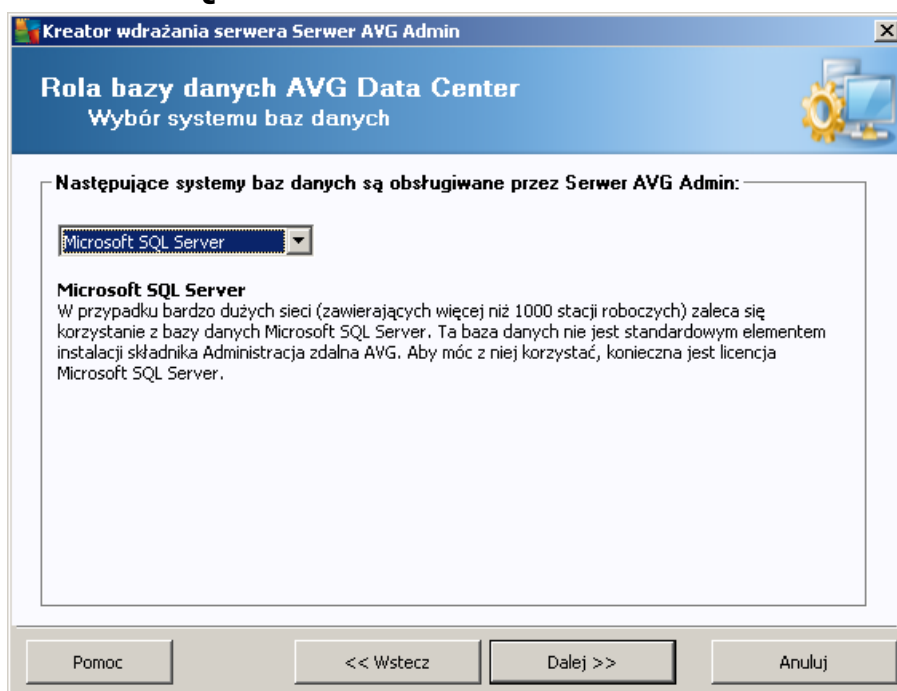 Kreator wdrażania serwera Serwer AVG Admin
Rola bazy danych AVG Data Center
Wybór systemu baz danych
Następujące systemy baz danych są obsługiwane przez Serwer AVG Admin:
Microsoft SQL Server
Microsoft SQL Server
W przypadku bardzo dużych sieci (zawierających więcej niż 1000 stacji roboczych) zaleca się
korzystanie z bazy danych Microsoft SQL Server. Ta baza danych nie jest standardowym elementem
instalacji składnika Administracja zdalna AVG. Aby móc z niej korzystać, konieczna jest licencja
Microsoft SQL Server.
Pomoc
<< Wstecz
Dalej >>
Anuluj